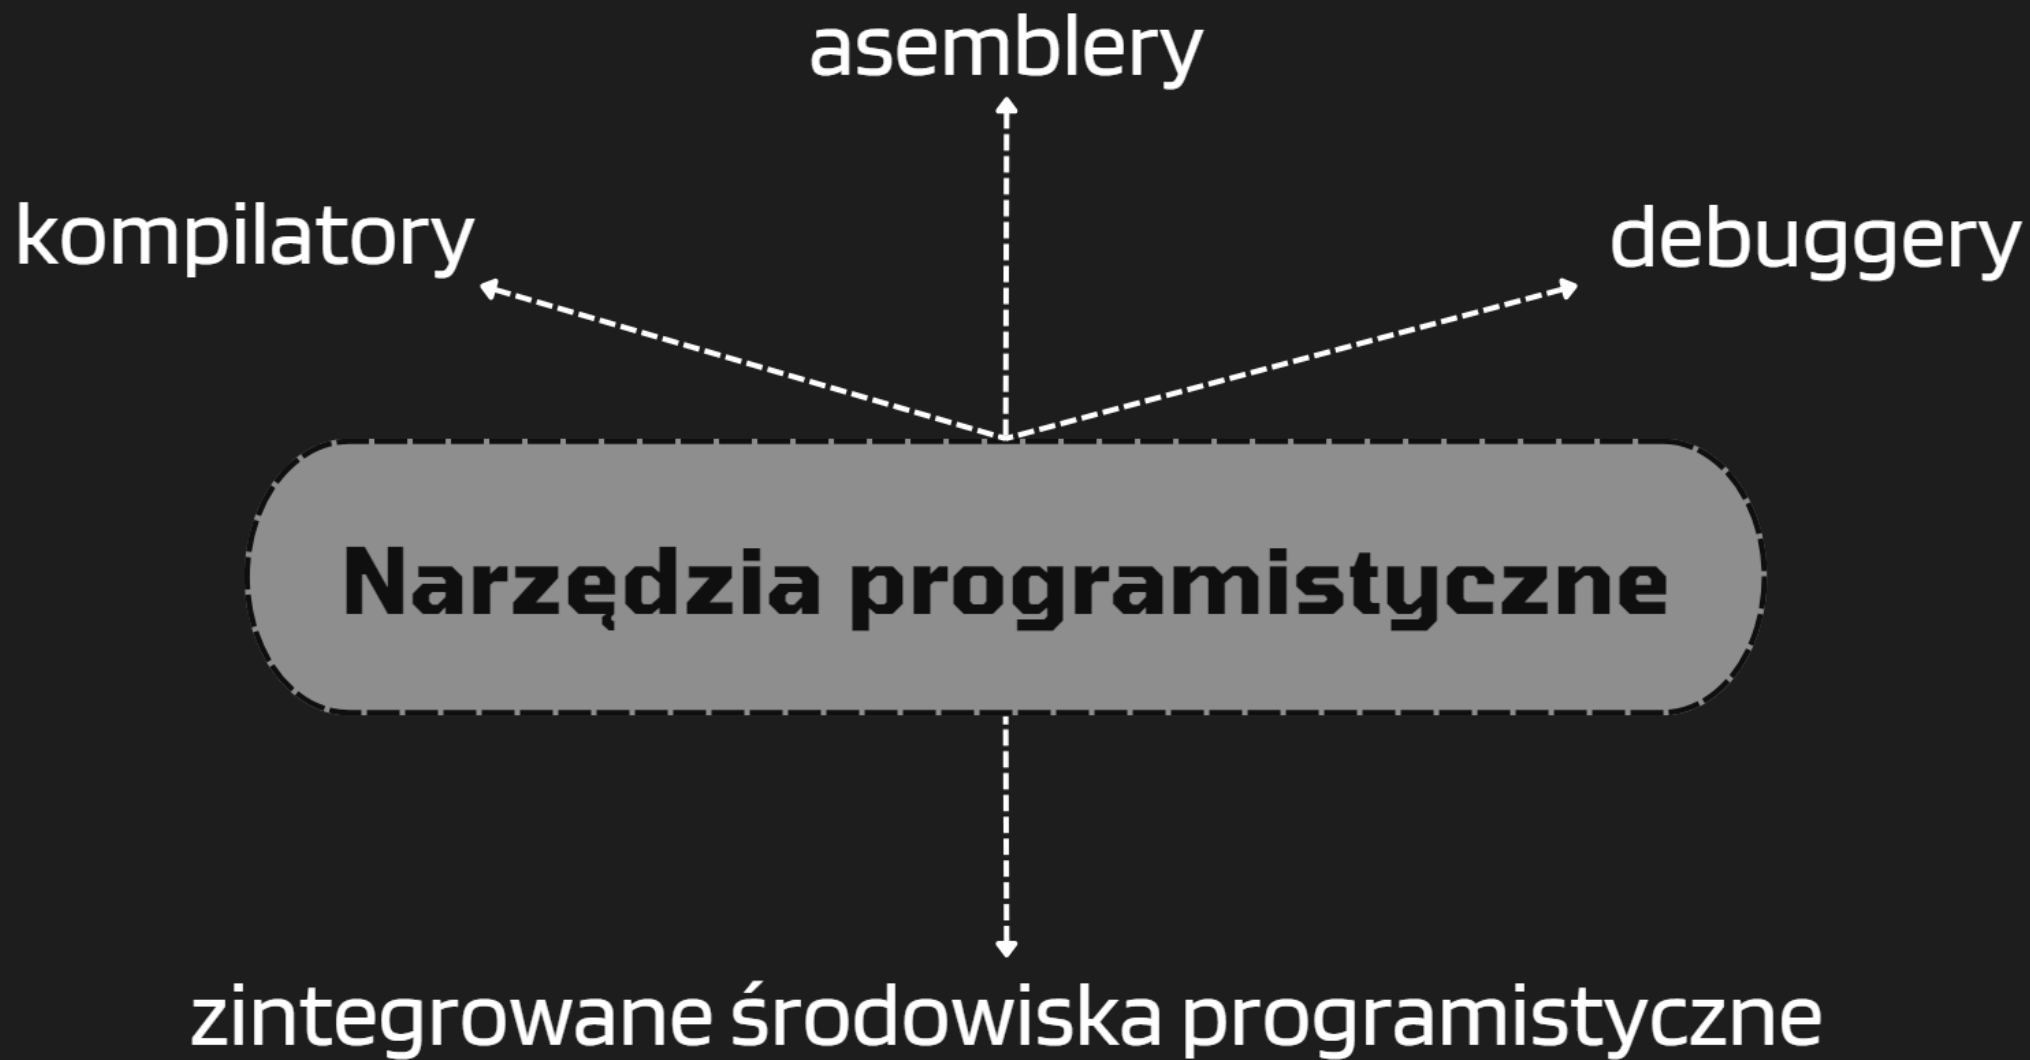 asemblery
kompilatory
debuggery
Narzędzia programistyczne
zintegrowane środowiska programistyczne